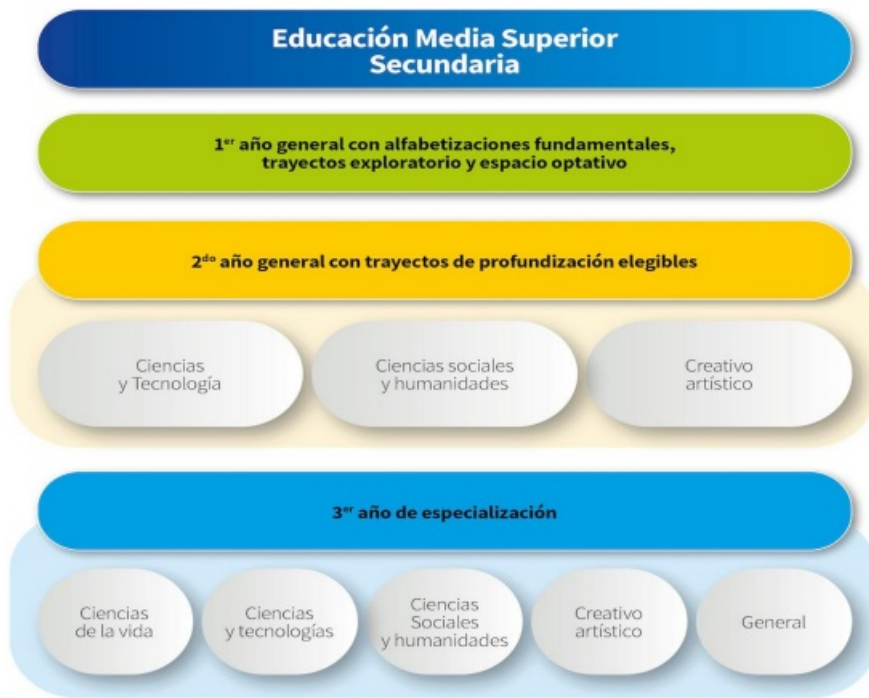 Educación Media Superior
Secundaria
1er año general con alfabetizaciones fundamentales,
trayectos exploratorio y espacio optativo
2do año general con trayectos de profundización elegibles
Ciencias
y Tecnología
Ciencias sociales
y humanidades
Creativo
artístico
3er año de especialización
Ciencias
de la vida
Ciencias
y tecnologías
Ciencias
Sociales
y humanidades
Creativo
artístico
General